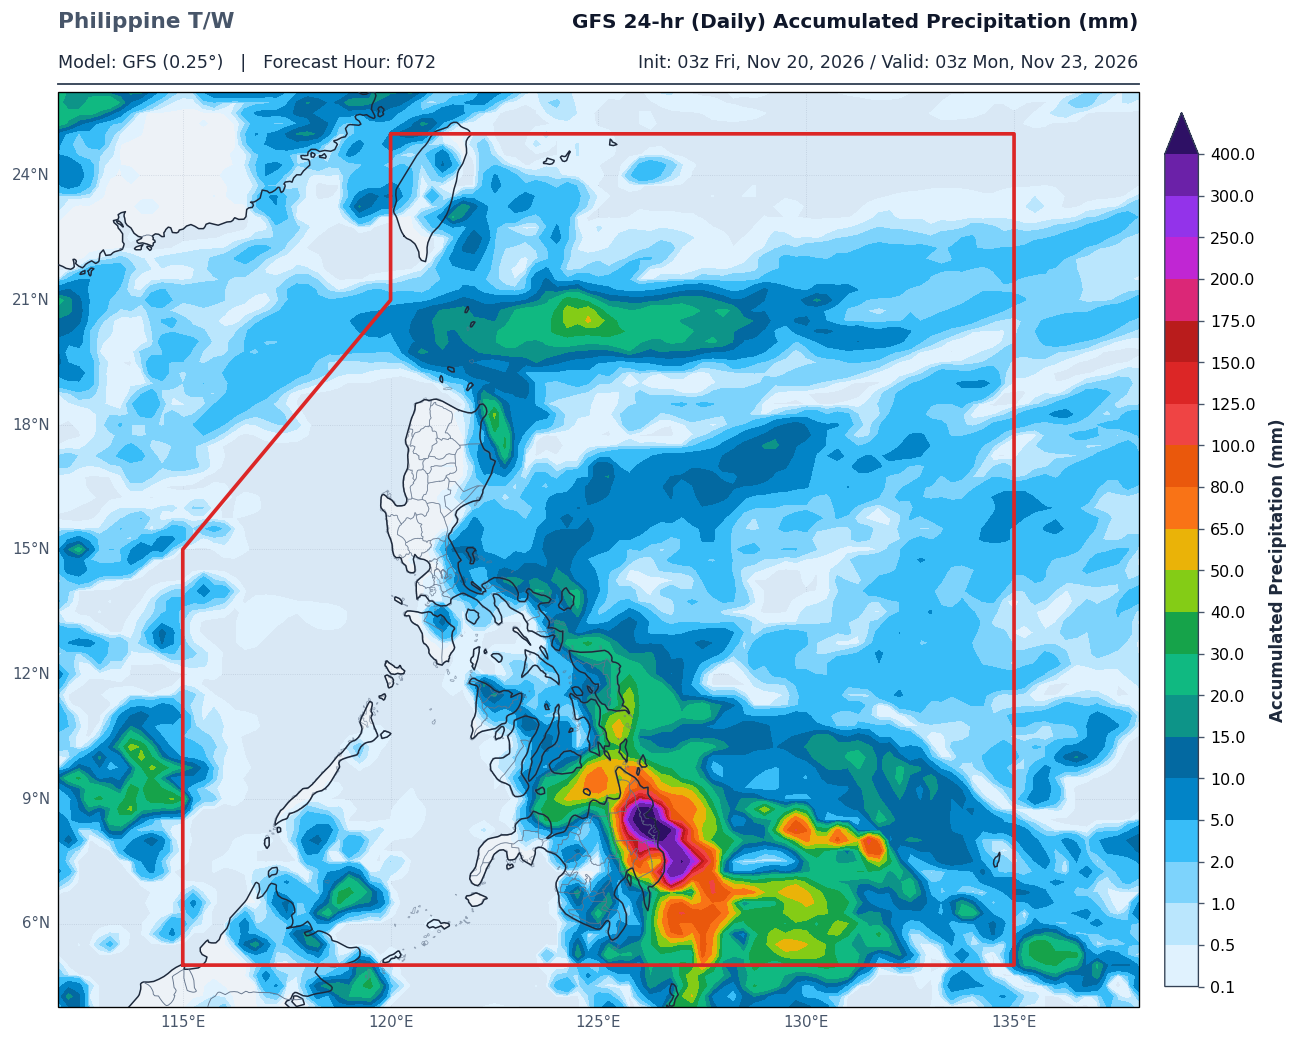 Philippine T/W
GFS 24-hr (Daily) Accumulated Precipitation (mm)
Model: GFS (0.25°)   |   Forecast Hour: f072
Init: 03z Fri, Nov 20, 2026 / Valid: 03z Mon, Nov 23, 2026
24°N
21°N
18°N
15°N
12°N
9°N
6°N
115°E
120°E
125°E
130°E
135°E
400.0
300.0
250.0
200.0
175.0
150.0
125.0
100.0
80.0
65.0
50.0
40.0
30.0
20.0
15.0
10.0
5.0
2.0
1.0
0.5
0.1
Accumulated Precipitation (mm)